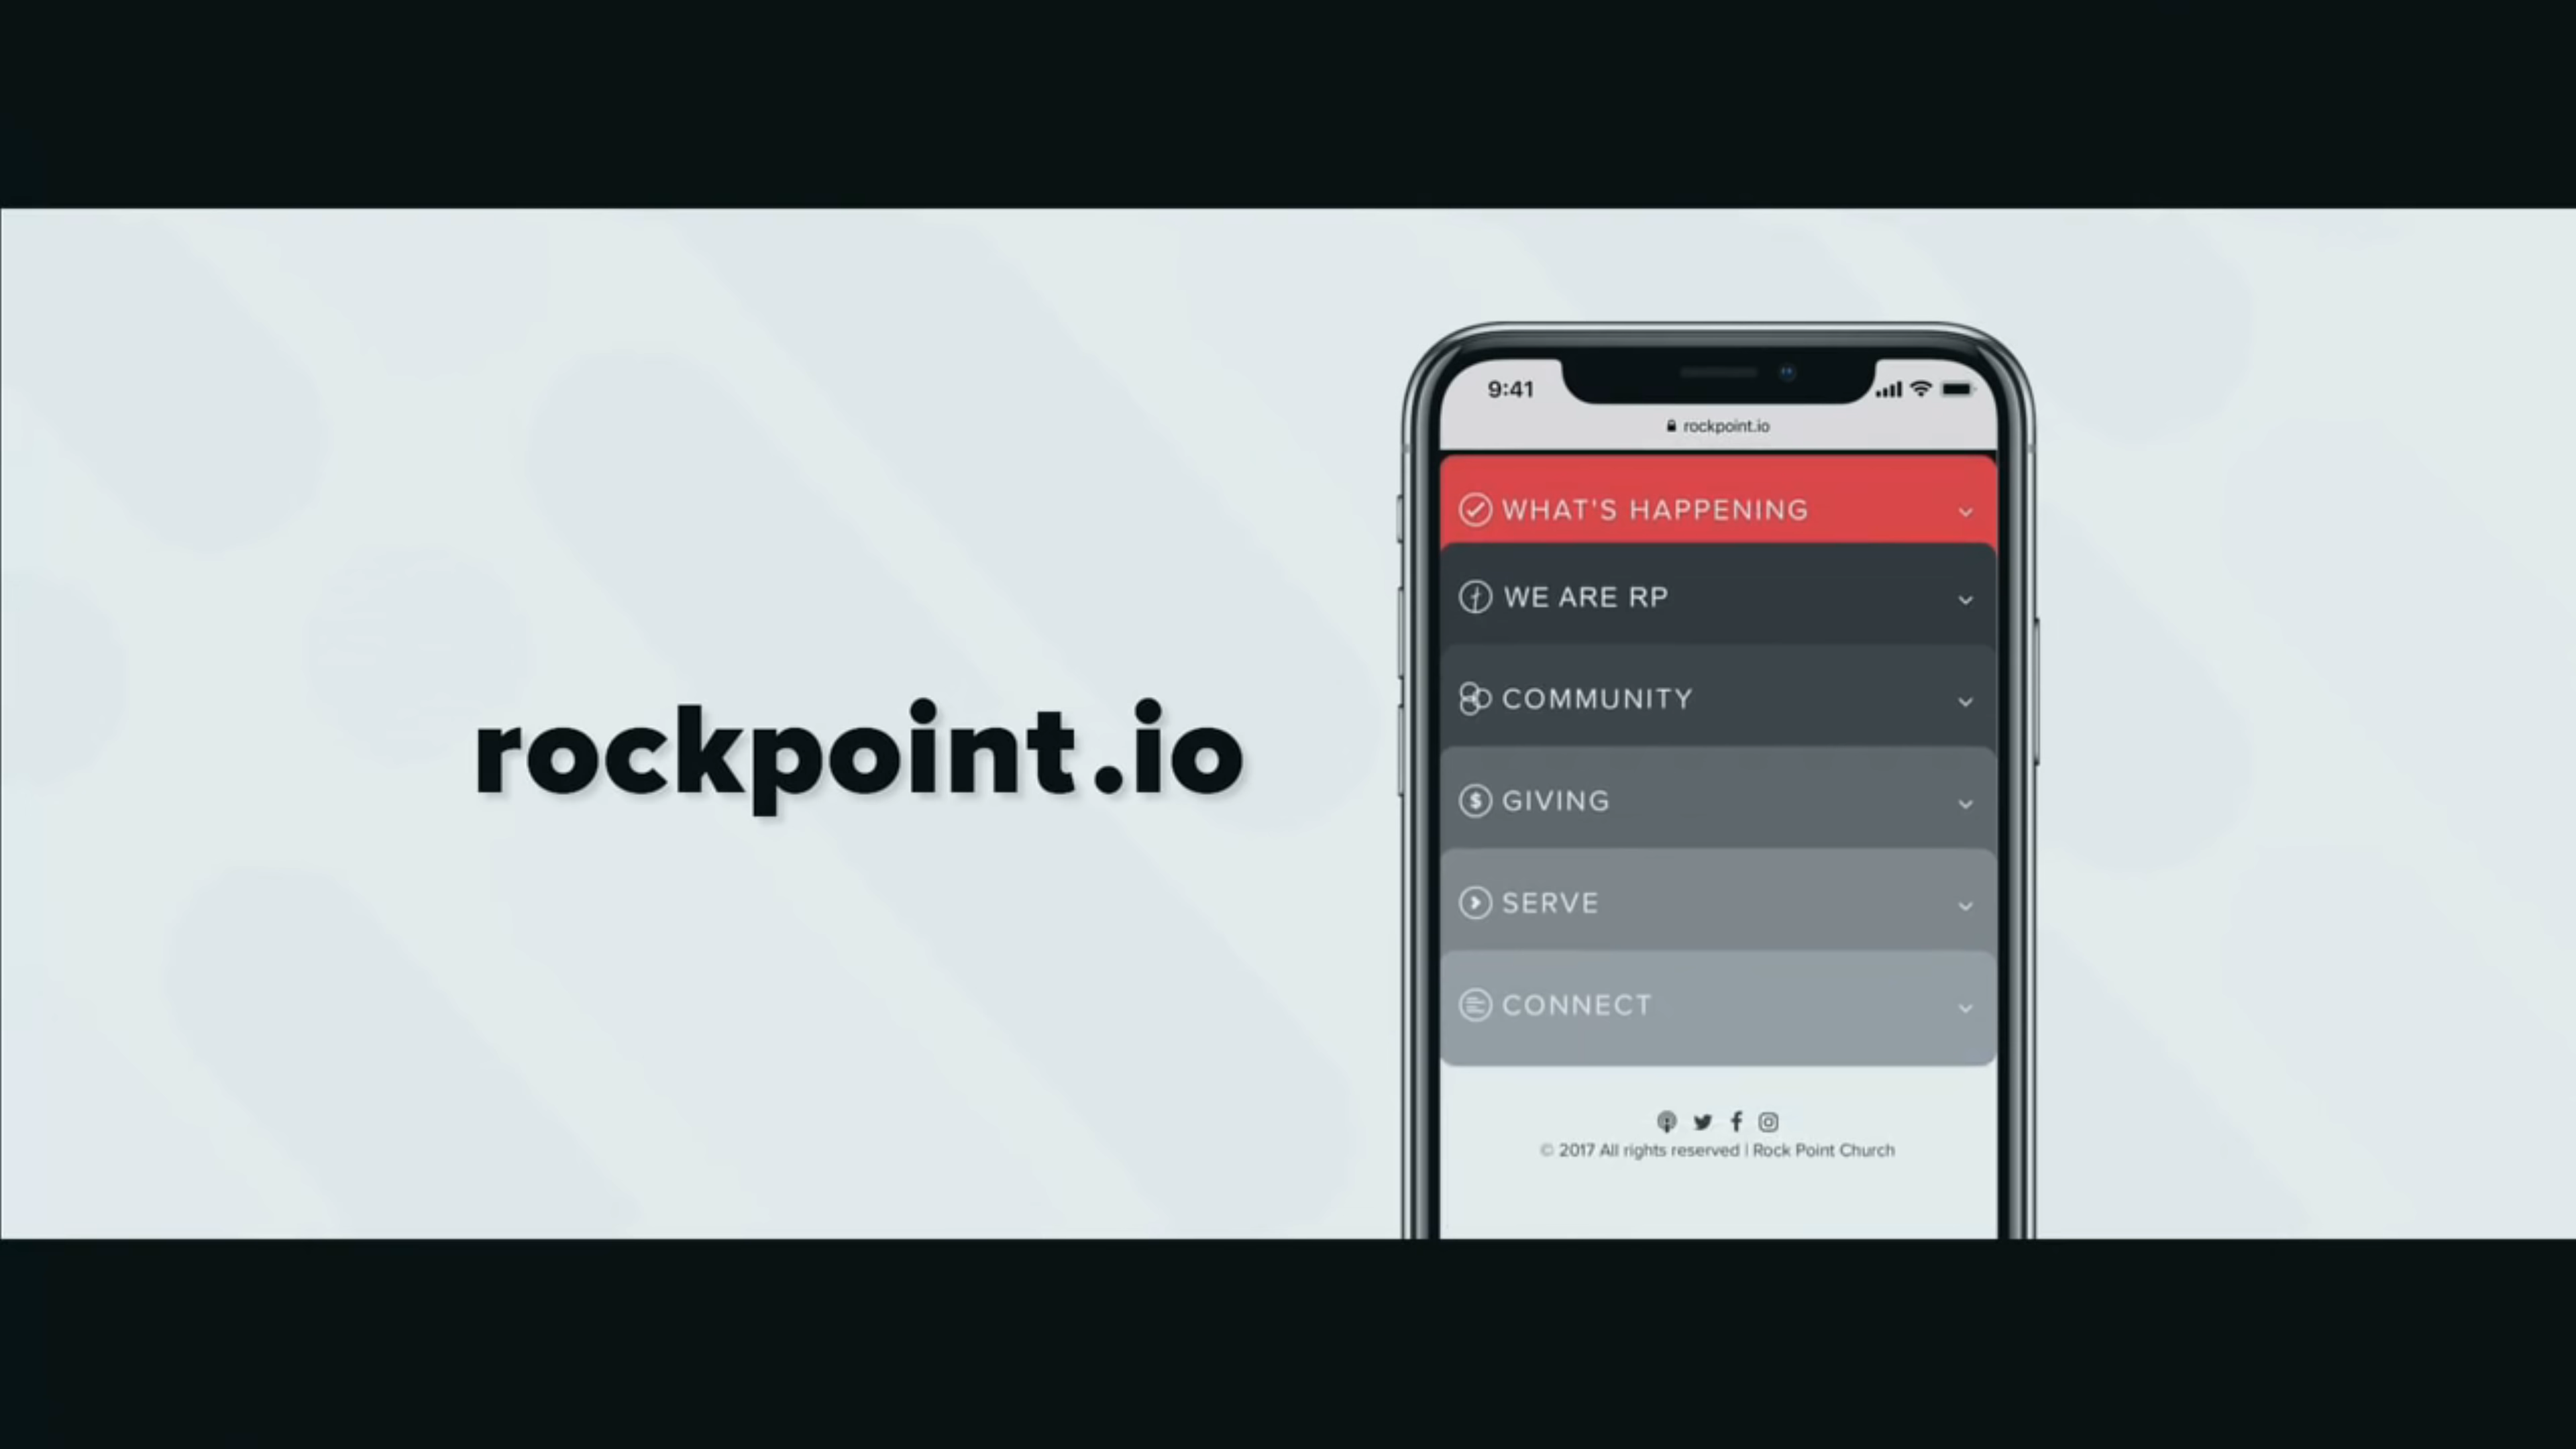 rockpoint.io
9:41
rockpoint.io
WHAT'S HAPPENING
WE ARE RP
COMMUNITY
$ GIVING
SERVE
CONNECT
© 2017 All rights reserved | Rock Point Church